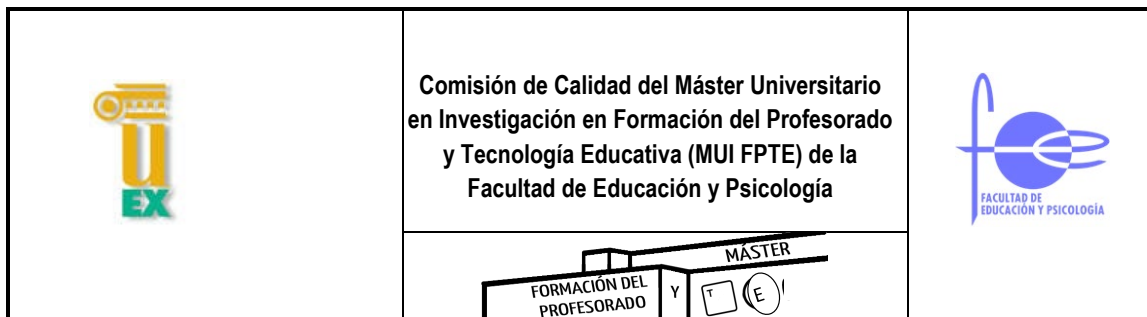 UEX
Comisión de Calidad del Máster Universitario
en Investigación en Formación del Profesorado
y Tecnología Educativa (MUI FPTE) de la
Facultad de Educación y Psicología
FACULTAD DE
EDUCACIÓN Y PSICOLOGÍA
MÁSTER
FORMACIÓN DEL
PROFESORADO
Y
T
E